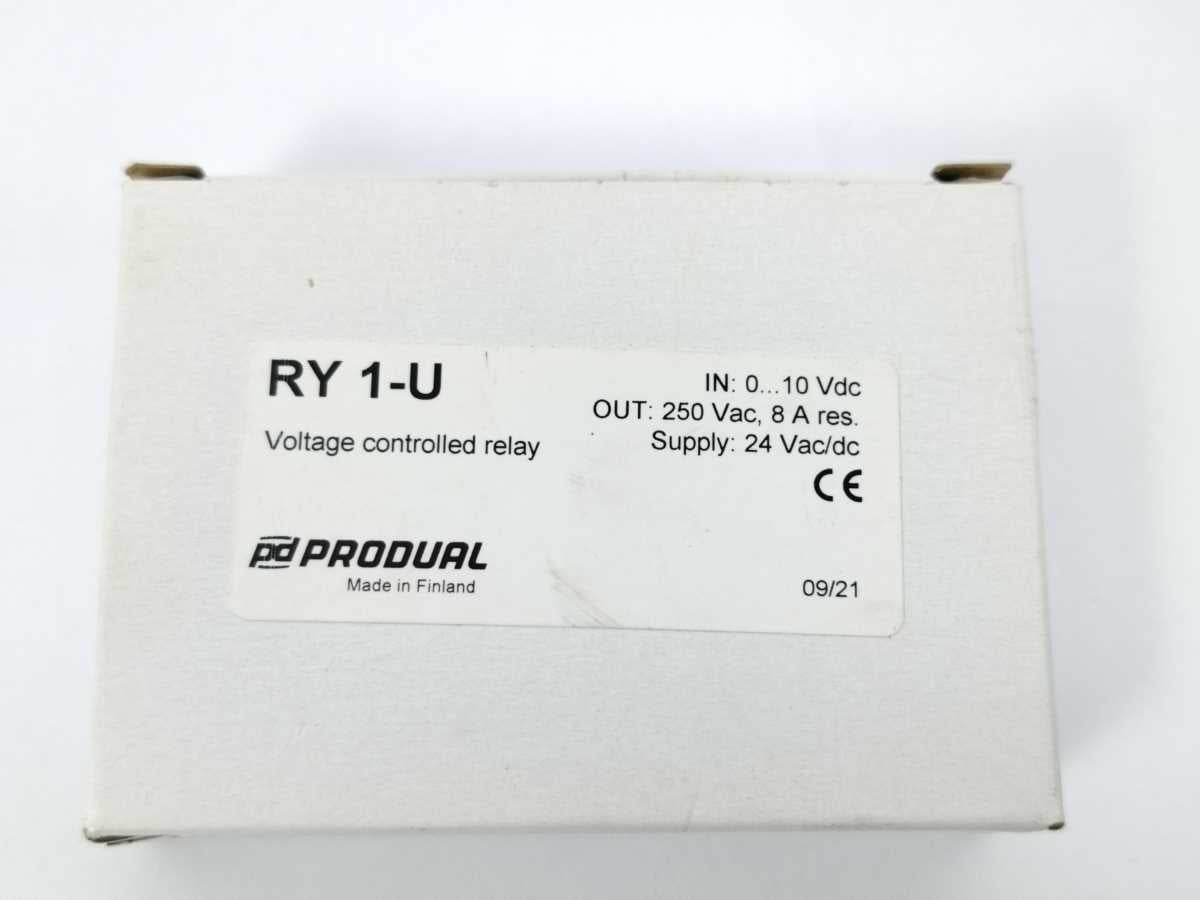 RY 1-U
Voltage controlled relay
IN: 0...10 Vdc
OUT: 250 Vac, 8 A res.
Supply: 24 Vac/dc
CE
pd PRODUAL
Made in Finland
09/21